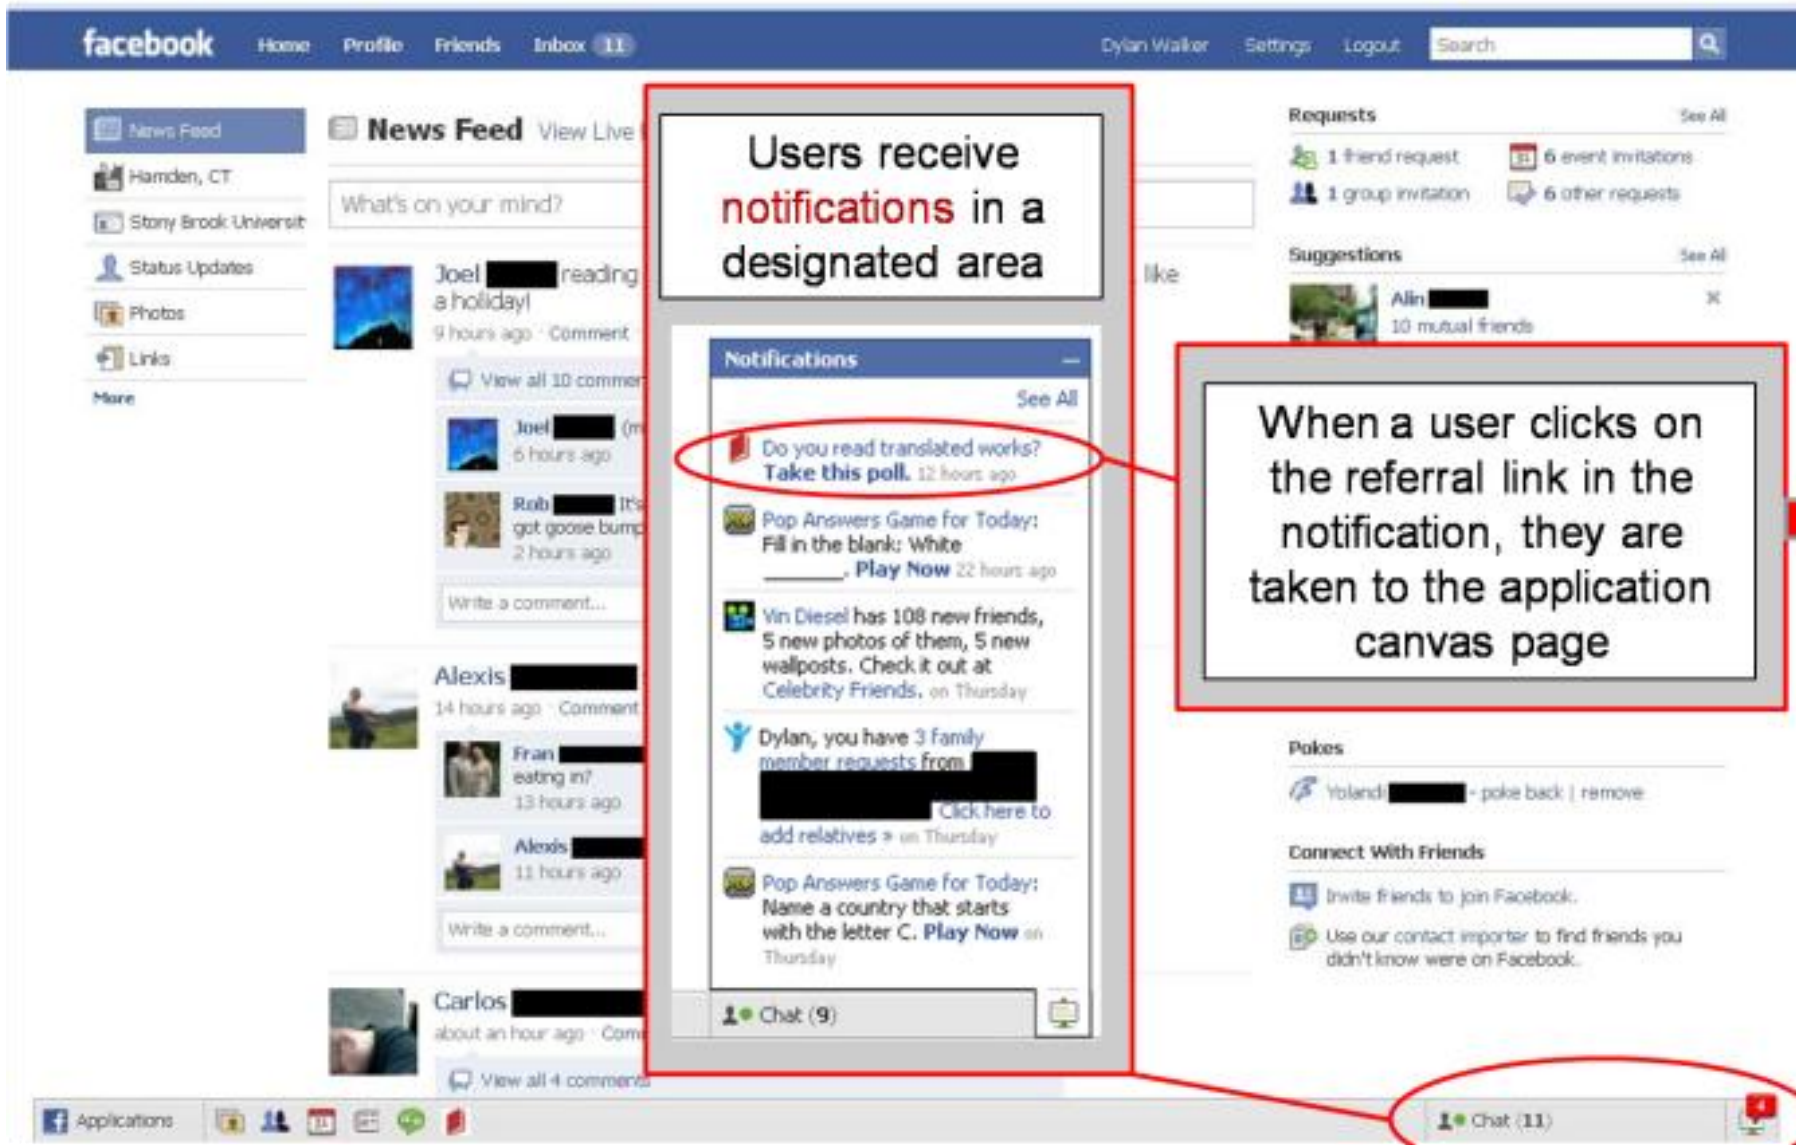 facebook Home Profile Friends Inbox 11 Dylan Walker Settings Logout Search
News Feed
Hamden, CT
Stony Brook Universit
Status Updates
Photos
Links
More
News Feed View Live
What's on your mind?
Joel reading like
a holiday!
9 hours ago · Comment
View all 10 commen
Joel (m
6 hours ago
Rob It's
got goose bump
2 hours ago
Write a comment...
Alexis
14 hours ago · Comment
Fran
eating in?
13 hours ago
Alexis
11 hours ago
Write a comment...
Carlos
about an hour ago · Com
View all 4 comments
Users receive
notifications in a
designated area
Notifications
See All
Do you read translated works?
Take this poll. 12 hours ago
Pop Answers Game for Today:
Fill in the blank: White
_______. Play Now 22 hours ago
Vin Diesel has 108 new friends,
5 new photos of them, 5 new
wallposts. Check it out at
Celebrity Friends. on Thursday
Dylan, you have 3 family
member requests from
Click here to
add relatives » on Thursday
Pop Answers Game for Today:
Name a country that starts
with the letter C. Play Now on
Thursday
Chat (9)
Requests See All
1 friend request 6 event invitations
1 group invitation 6 other requests
Suggestions See All
Alin
10 mutual friends
When a user clicks on
the referral link in the
notification, they are
taken to the application
canvas page
Pokes
Yolandi - poke back | remove
Connect With Friends
Invite friends to join Facebook.
Use our contact importer to find friends you
didn't know were on Facebook.
Applications Chat (11) 4